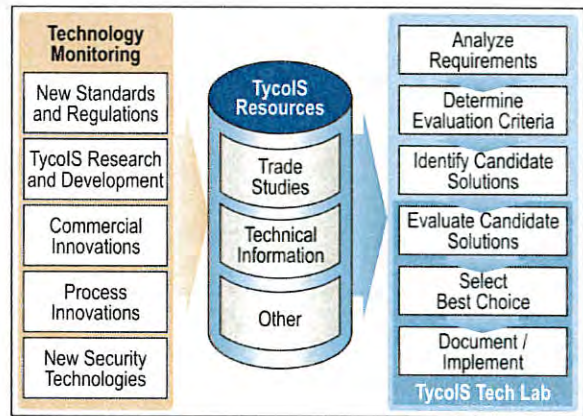 Technology
Monitoring
New Standards
and Regulations
TycoIS Research
and Development
Commercial
Innovations
Process
Innovations
New Security
Technologies
TycoIS
Resources
Trade
Studies
Technical
Information
Other
Analyze
Requirements
Determine
Evaluation Criteria
Identify Candidate
Solutions
Evaluate Candidate
Solutions
Select
Best Choice
Document /
Implement
TycoIS Tech Lab